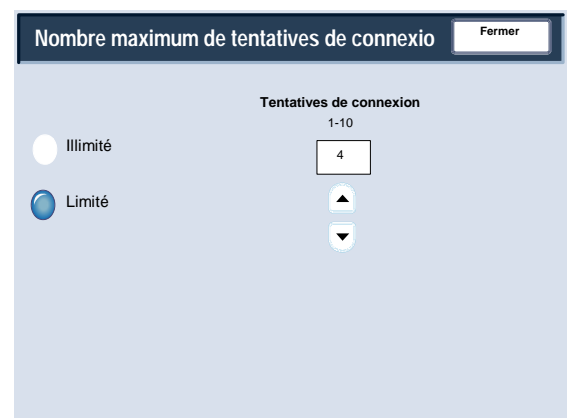 Nombre maximum de tentatives de connexio
Fermer
Tentatives de connexion
1-10
Illimité
4
Limité